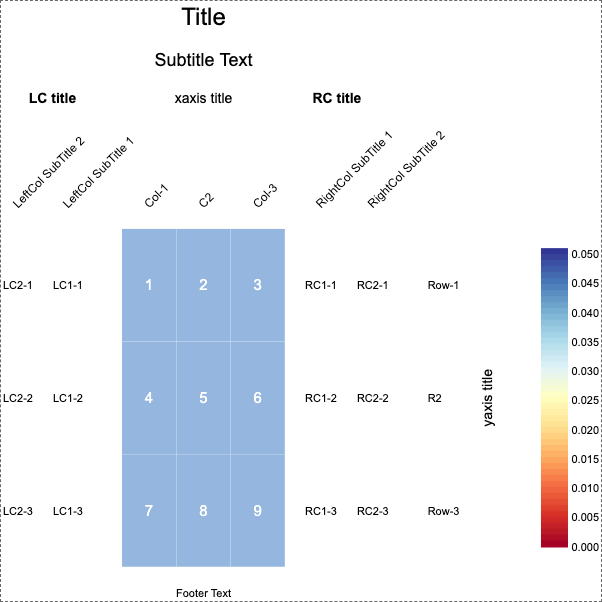 Title
Subtitle Text
LC title
xaxis title
RC title
LeftCol SubTitle 2
LeftCol SubTitle 1
Col-1
C2
Col-3
RightCol SubTitle 1
RightCol SubTitle 2
LC2-1
LC1-1
1
2
3
RC1-1
RC2-1
Row-1
LC2-2
LC1-2
4
5
6
RC1-2
RC2-2
R2
LC2-3
LC1-3
7
8
9
RC1-3
RC2-3
Row-3
yaxis title
0.050
0.045
0.040
0.035
0.030
0.025
0.020
0.015
0.010
0.005
0.000
Footer Text